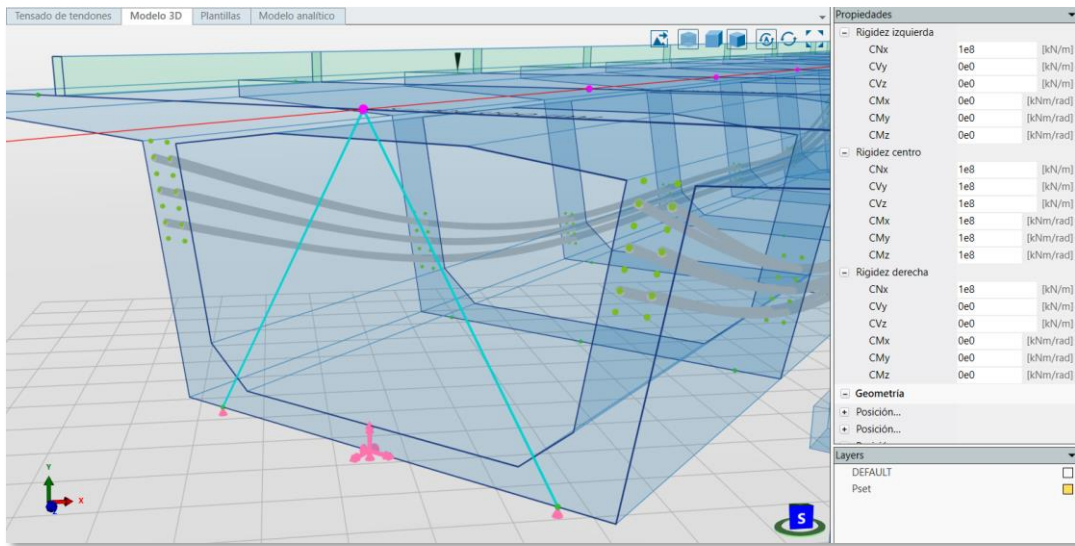 Tensado de tendones Modelo 3D Plantillas Modelo analítico
Propiedades
Rigidez izquierda
CNx 1e8 [kN/m]
CVy 0e0 [kN/m]
CVz 0e0 [kN/m]
CMx 0e0 [kNm/rad]
CMy 0e0 [kNm/rad]
CMz 0e0 [kNm/rad]
Rigidez centro
CNx 1e8 [kN/m]
CVy 1e8 [kN/m]
CVz 1e8 [kN/m]
CMx 1e8 [kNm/rad]
CMy 1e8 [kNm/rad]
CMz 1e8 [kNm/rad]
Rigidez derecha
CNx 1e8 [kN/m]
CVy 0e0 [kN/m]
CVz 0e0 [kN/m]
CMx 0e0 [kNm/rad]
CMy 0e0 [kNm/rad]
CMz 0e0 [kNm/rad]
Geometría
Posición...
Posición...
Layers
DEFAULT
Pset
Y
X
Z
S